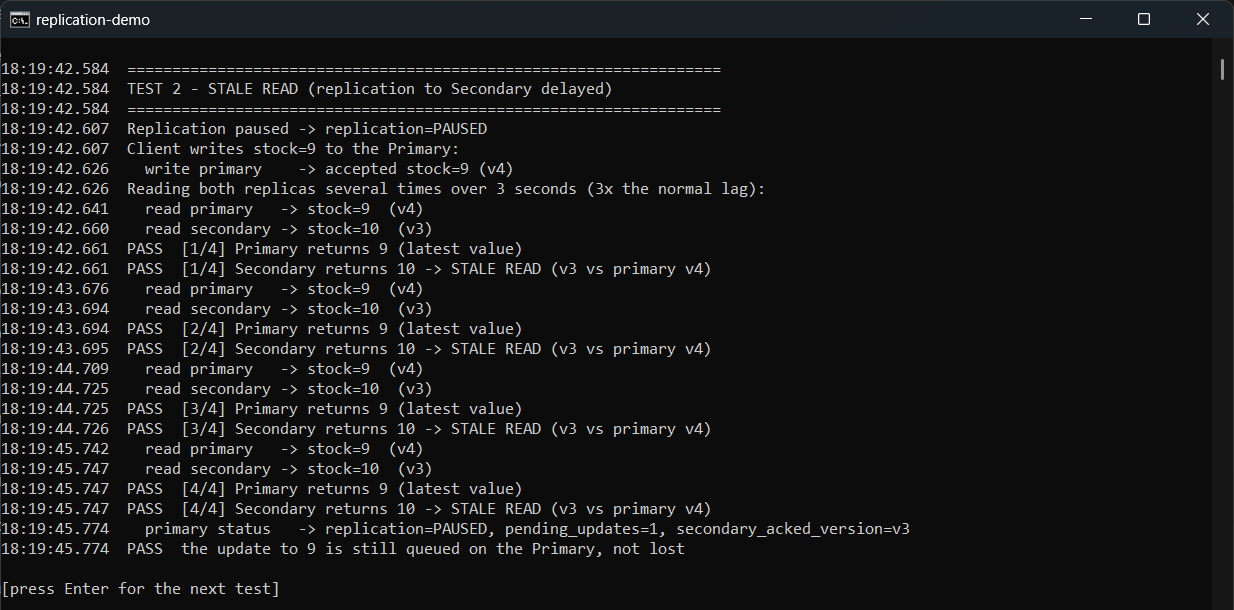 replication-demo
18:19:42.584  ==================================================================
18:19:42.584  TEST 2 - STALE READ (replication to Secondary delayed)
18:19:42.584  ==================================================================
18:19:42.607  Replication paused -> replication=PAUSED
18:19:42.607  Client writes stock=9 to the Primary:
18:19:42.626    write primary    -> accepted stock=9 (v4)
18:19:42.626  Reading both replicas several times over 3 seconds (3x the normal lag):
18:19:42.641    read primary   -> stock=9  (v4)
18:19:42.660    read secondary -> stock=10  (v3)
18:19:42.661  PASS  [1/4] Primary returns 9 (latest value)
18:19:42.661  PASS  [1/4] Secondary returns 10 -> STALE READ (v3 vs primary v4)
18:19:43.676    read primary   -> stock=9  (v4)
18:19:43.694    read secondary -> stock=10  (v3)
18:19:43.694  PASS  [2/4] Primary returns 9 (latest value)
18:19:43.695  PASS  [2/4] Secondary returns 10 -> STALE READ (v3 vs primary v4)
18:19:44.709    read primary   -> stock=9  (v4)
18:19:44.725    read secondary -> stock=10  (v3)
18:19:44.725  PASS  [3/4] Primary returns 9 (latest value)
18:19:44.726  PASS  [3/4] Secondary returns 10 -> STALE READ (v3 vs primary v4)
18:19:45.742    read primary   -> stock=9  (v4)
18:19:45.747    read secondary -> stock=10  (v3)
18:19:45.747  PASS  [4/4] Primary returns 9 (latest value)
18:19:45.747  PASS  [4/4] Secondary returns 10 -> STALE READ (v3 vs primary v4)
18:19:45.774    primary status   -> replication=PAUSED, pending_updates=1, secondary_acked_version=v3
18:19:45.774  PASS  the update to 9 is still queued on the Primary, not lost
[press Enter for the next test]